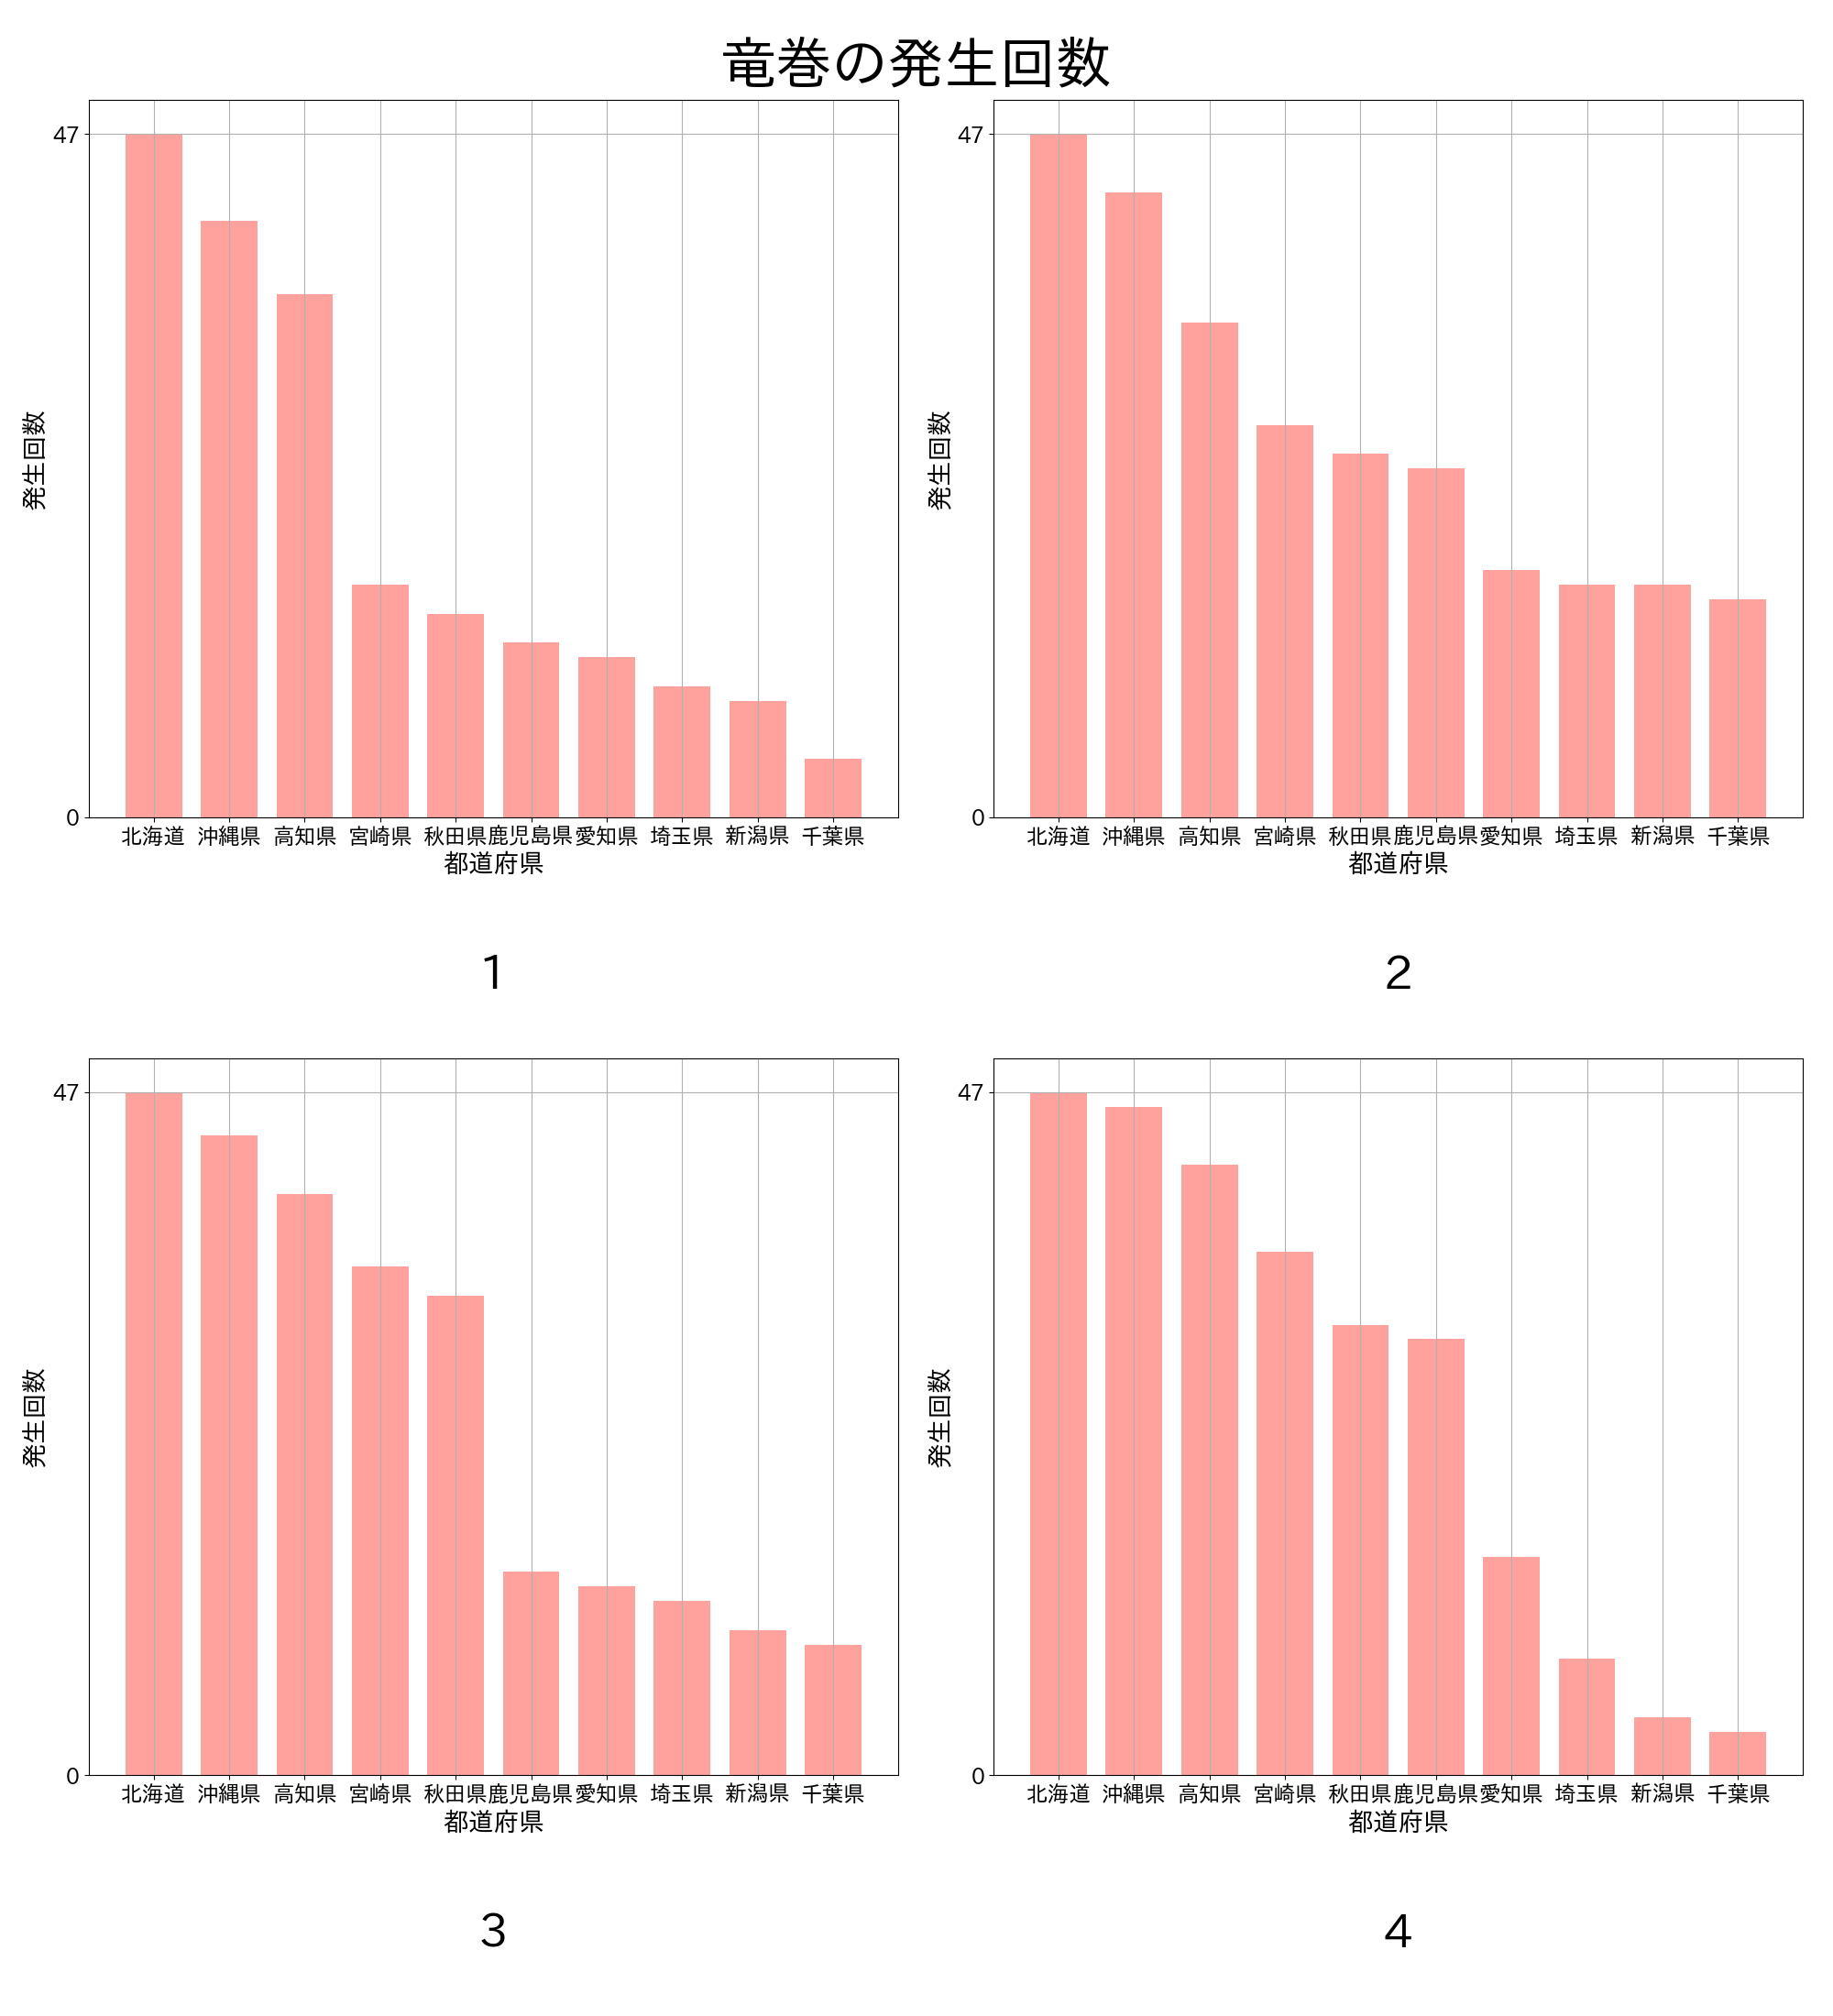 竜巻の発生回数
47
0
発生回数
北海道 沖縄県 高知県 宮崎県 秋田県 鹿児島県 愛知県 埼玉県 新潟県 千葉県
都道府県
1
47
0
発生回数
北海道 沖縄県 高知県 宮崎県 秋田県 鹿児島県 愛知県 埼玉県 新潟県 千葉県
都道府県
2
47
0
発生回数
北海道 沖縄県 高知県 宮崎県 秋田県 鹿児島県 愛知県 埼玉県 新潟県 千葉県
都道府県
3
47
0
発生回数
北海道 沖縄県 高知県 宮崎県 秋田県 鹿児島県 愛知県 埼玉県 新潟県 千葉県
都道府県
4